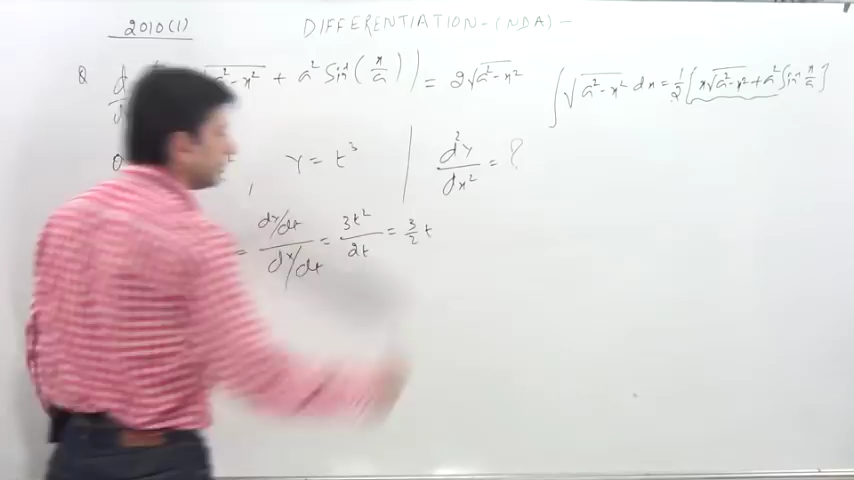 2010(1) DIFFERENTIATION-(NDA)-
Q d √a²-x² + a² Sin⁻¹(x/a) ) = 2√a²-x²
∫√a²-x² dx = 1/2 [x√a²-x² + a² Sin⁻¹ x/a]
, Y = t³ | d²Y/dx² = ?
= dy/dt / dx/dt = 3t²/2t = 3/2 t